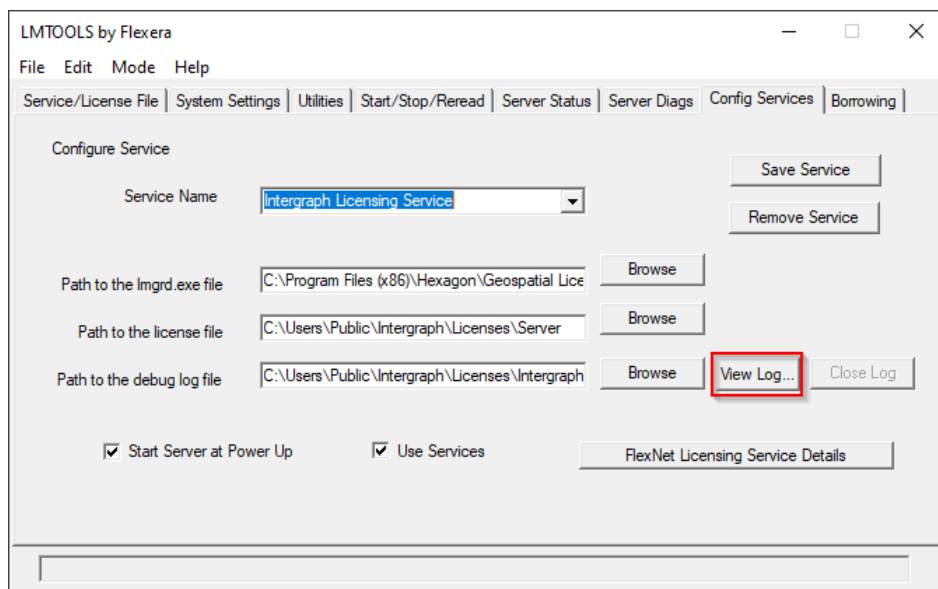 LMTOOLS by Flexera
File Edit Mode Help
Service/License File System Settings Utilities Start/Stop/Reread Server Status Server Diags Config Services Borrowing
Configure Service
Save Service
Service Name Intergraph Licensing Service
Remove Service
Path to the lmgrd.exe file C:\Program Files (x86)\Hexagon\Geospatial Lice Browse
Path to the license file C:\Users\Public\Intergraph\Licenses\Server Browse
Path to the debug log file C:\Users\Public\Intergraph\Licenses\Intergraph Browse View Log... Close Log
Start Server at Power Up Use Services FlexNet Licensing Service Details